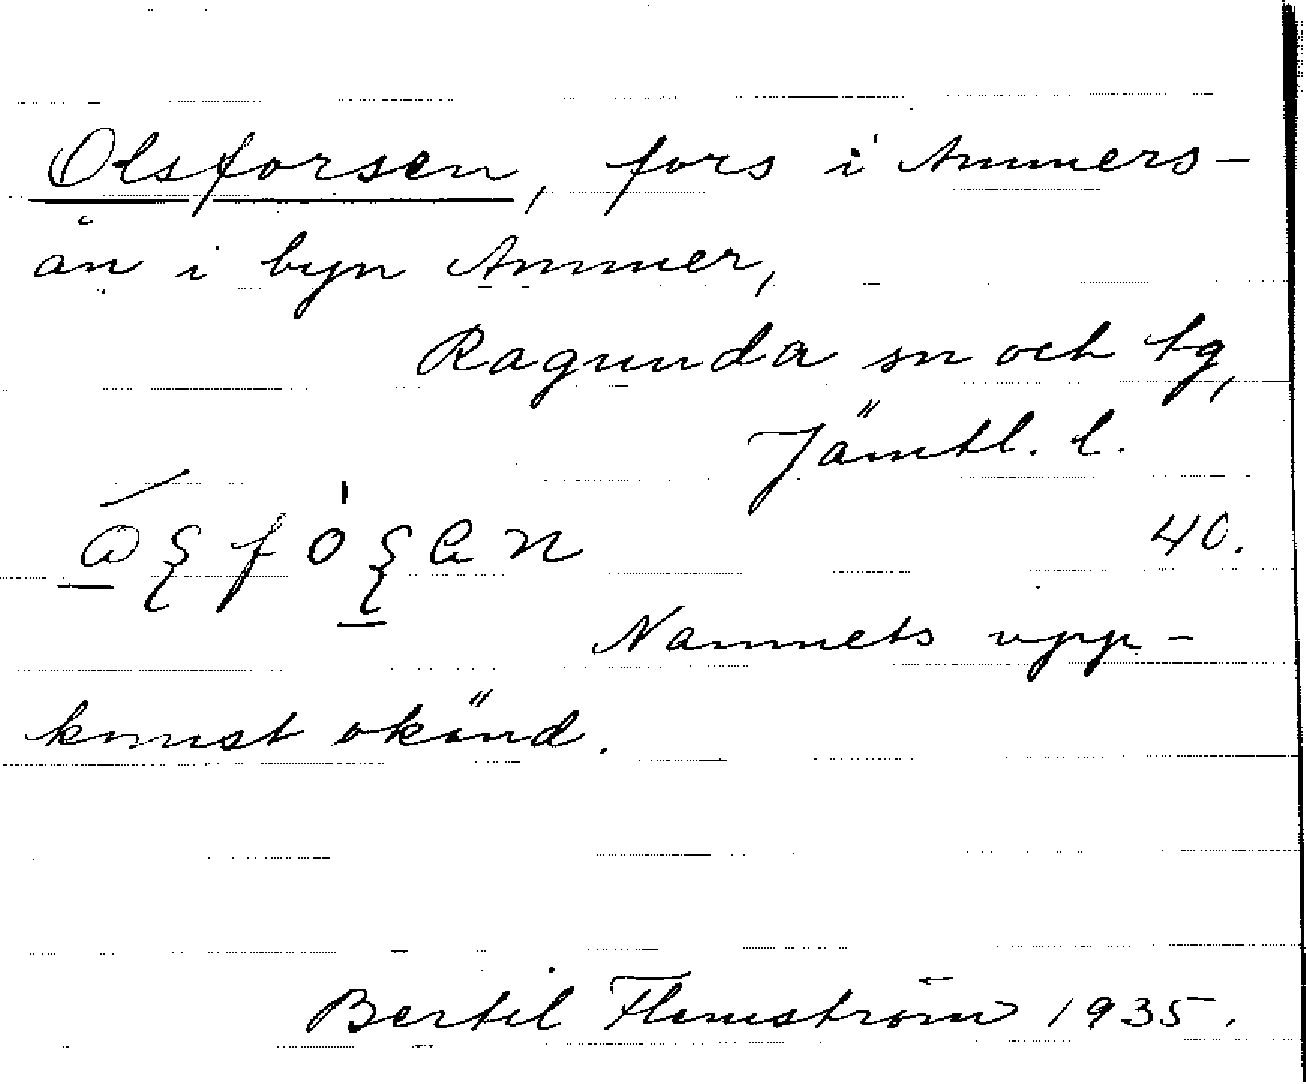 Olsforsen, fors i Ammers-
ån i byn Ammer,
Ragunda sn och tg,
Jämtl. l.
40.
Namnets upp-
komst okänd.
Bertil Flemström 1935.